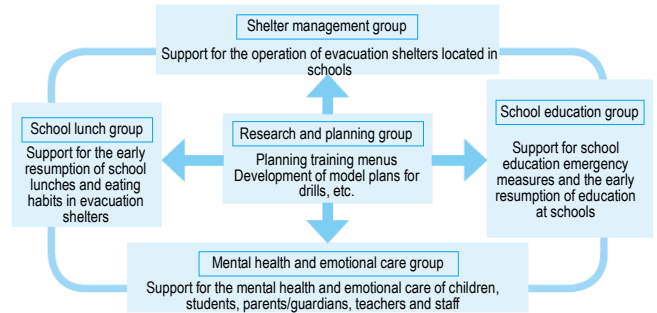 Shelter management group
Support for the operation of evacuation shelters located in
schools
School lunch group
Support for the early
resumption of school
lunches and eating
habits in evacuation
shelters
Research and planning group
Planning training menus
Development of model plans for
drills, etc.
School education group
Support for school
education emergency
measures and the early
resumption of education
at schools
Mental health and emotional care group
Support for the mental health and emotional care of children,
students, parents/guardians, teachers and staff